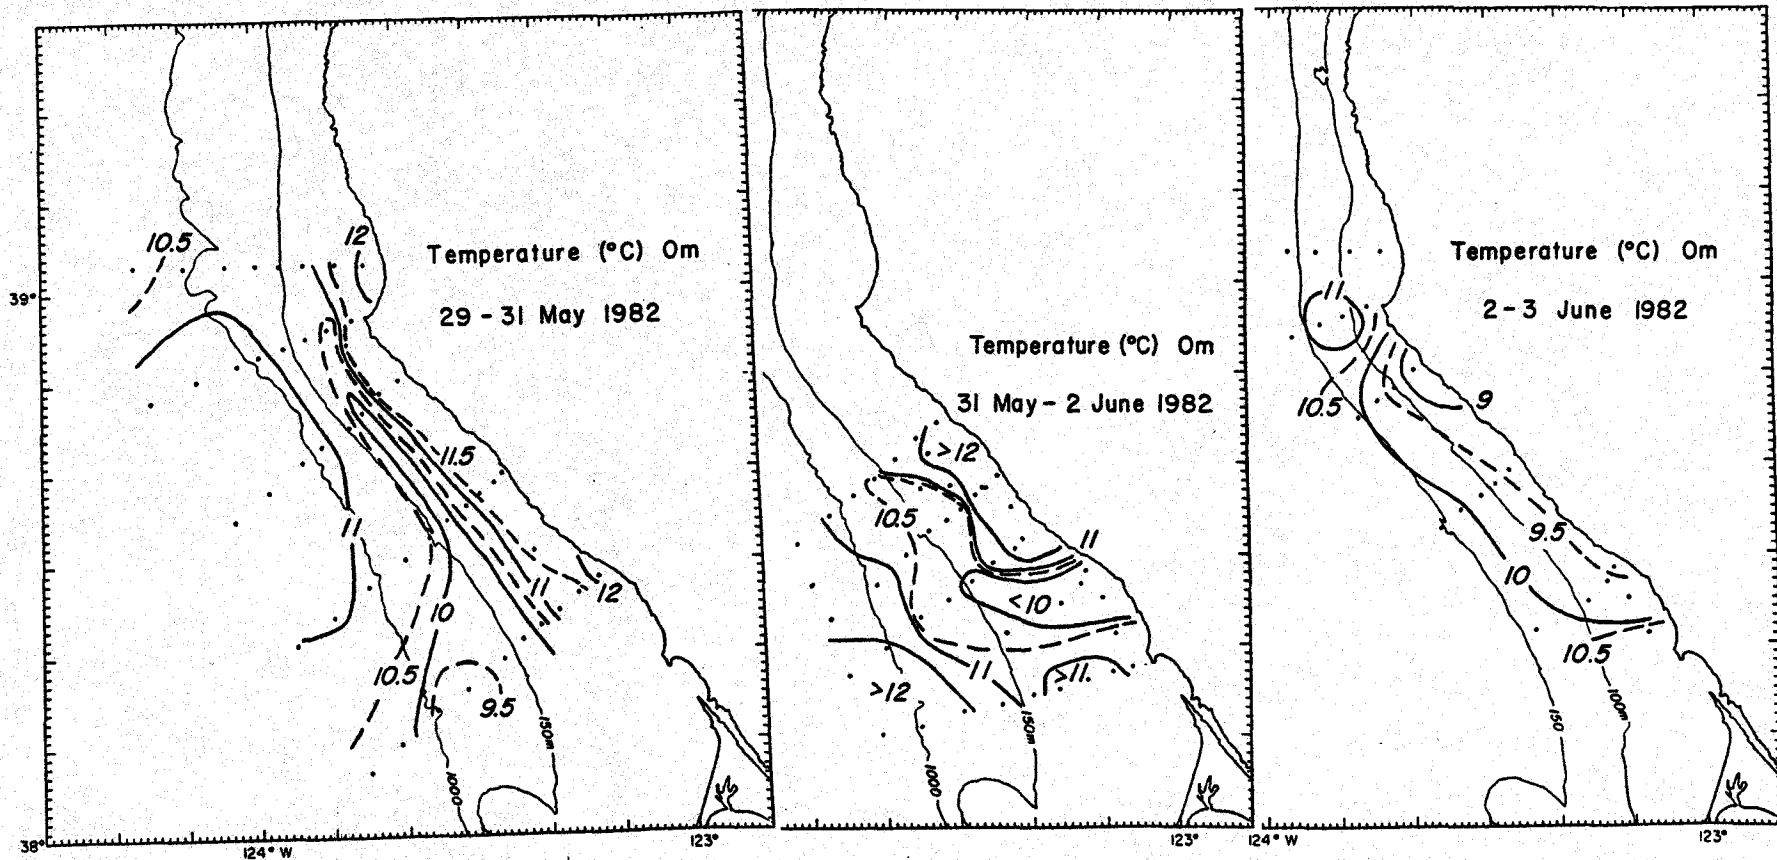 10.5
12
Temperature (°C) 0m
29-31 May 1982
39°
11.5
11
11
12
10
10.5
9.5
150m
1000
38°
124° W
123°
Temperature (°C) 0m
31 May - 2 June 1982
>12
10.5
11
<10
11
>11.
>12
150m
1000
123°
Temperature (°C) 0m
2-3 June 1982
11
10.5
9
9.5
10
10.5
100m
150
124° W
123°